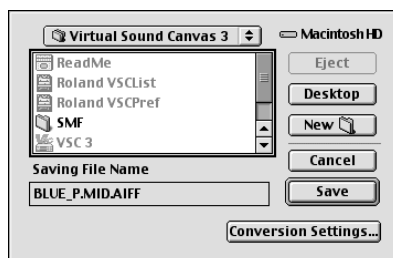 Virtual Sound Canvas 3
Macintosh HD
ReadMe
Roland VSCList
Roland VSCPref
SMF
VSC 3
Eject
Desktop
New
Cancel
Save
Saving File Name
BLUE_P.MID.AIFF
Conversion Settings...